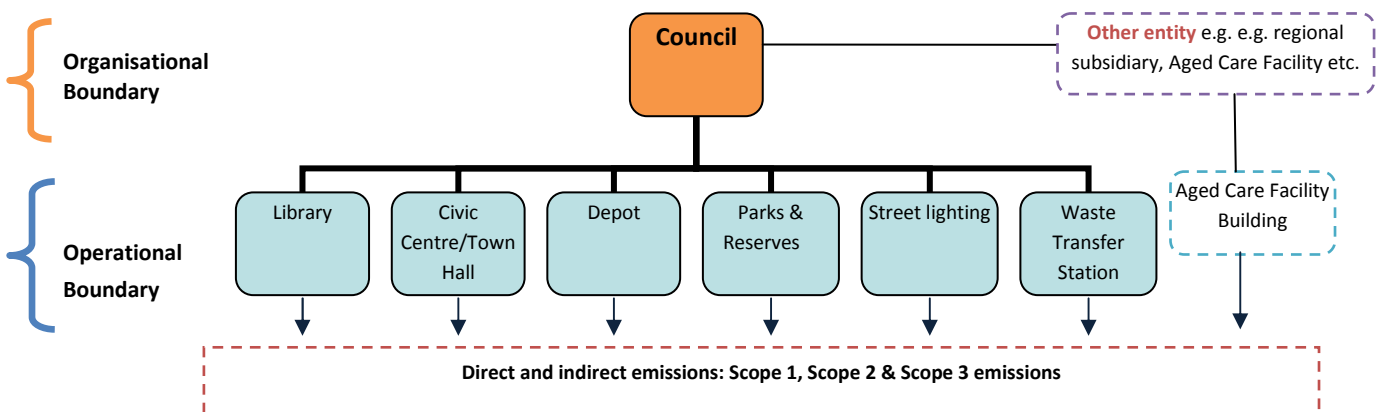 Organisational
Boundary
Council
Other entity e.g. e.g. regional
subsidiary, Aged Care Facility etc.
Operational
Boundary
Library
Civic
Centre/Town
Hall
Depot
Parks &
Reserves
Street lighting
Waste
Transfer
Station
Aged Care Facility
Building
Direct and indirect emissions: Scope 1, Scope 2 & Scope 3 emissions